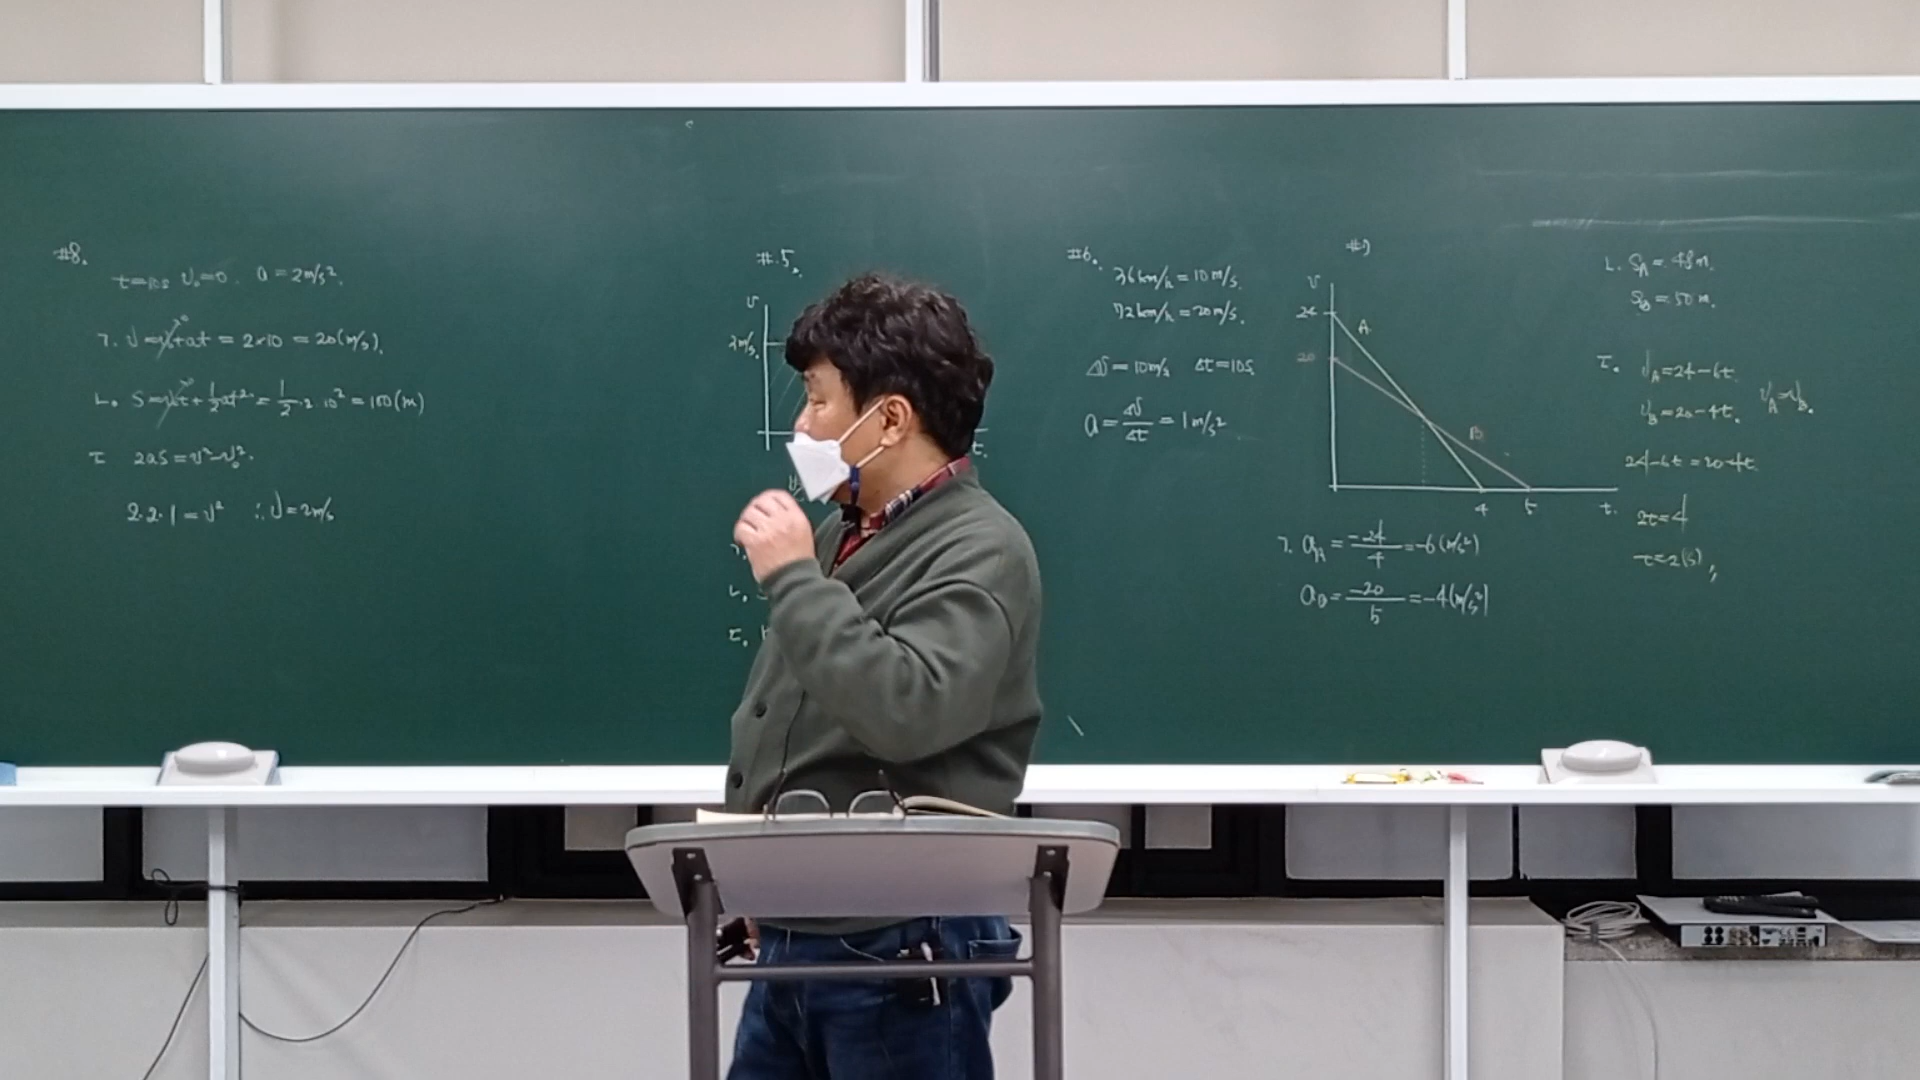 #8.
t=10s v₀=0. a=2m/s².
ㄱ. v=v₀+at = 2×10 = 20(m/s).
ㄴ. S=v₀t+½at²=½·2·10²=100(m)
ㄷ 2as=v²-v₀².
2·2·1=v² ∴v=2m/s
#.5.
v
2m/s.
t.
ㄱ.
ㄴ.
ㄷ.
#6.
36km/h=10m/s.
72km/h=20m/s.
Δv=10m/s Δt=10s.
a=Δv/Δt=1m/s²
v
24
20
A
B
4 5 t.
ㄱ. a_A=-24/4=-6(m/s²)
a_B=-20/5=-4(m/s²)
ㄴ. S_A=48m.
S_B=50m.
ㄷ. v_A=24-6t.
v_B=20-4t. v_A=v_B.
24-6t=20-4t.
2t=4
t=2(s)